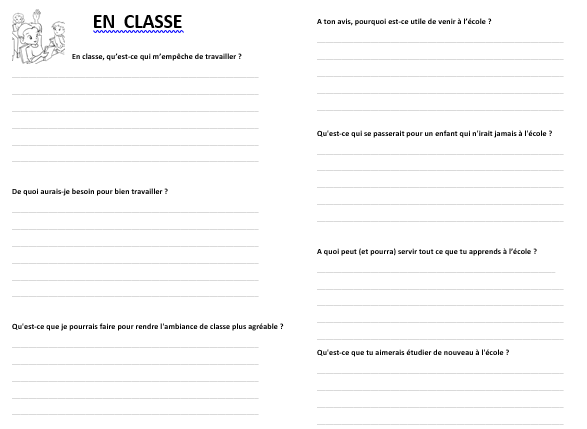 EN CLASSE
En classe, qu'est-ce qui m'empêche de travailler ?
De quoi aurais-je besoin pour bien travailler ?
Qu'est-ce que je pourrais faire pour rendre l'ambiance de classe plus agréable ?
A ton avis, pourquoi est-ce utile de venir à l'école ?
Qu'est-ce qui se passerait pour un enfant qui n'irait jamais à l'école ?
A quoi peut (et pourra) servir tout ce que tu apprends à l'école ?
Qu'est-ce que tu aimerais étudier de nouveau à l'école ?